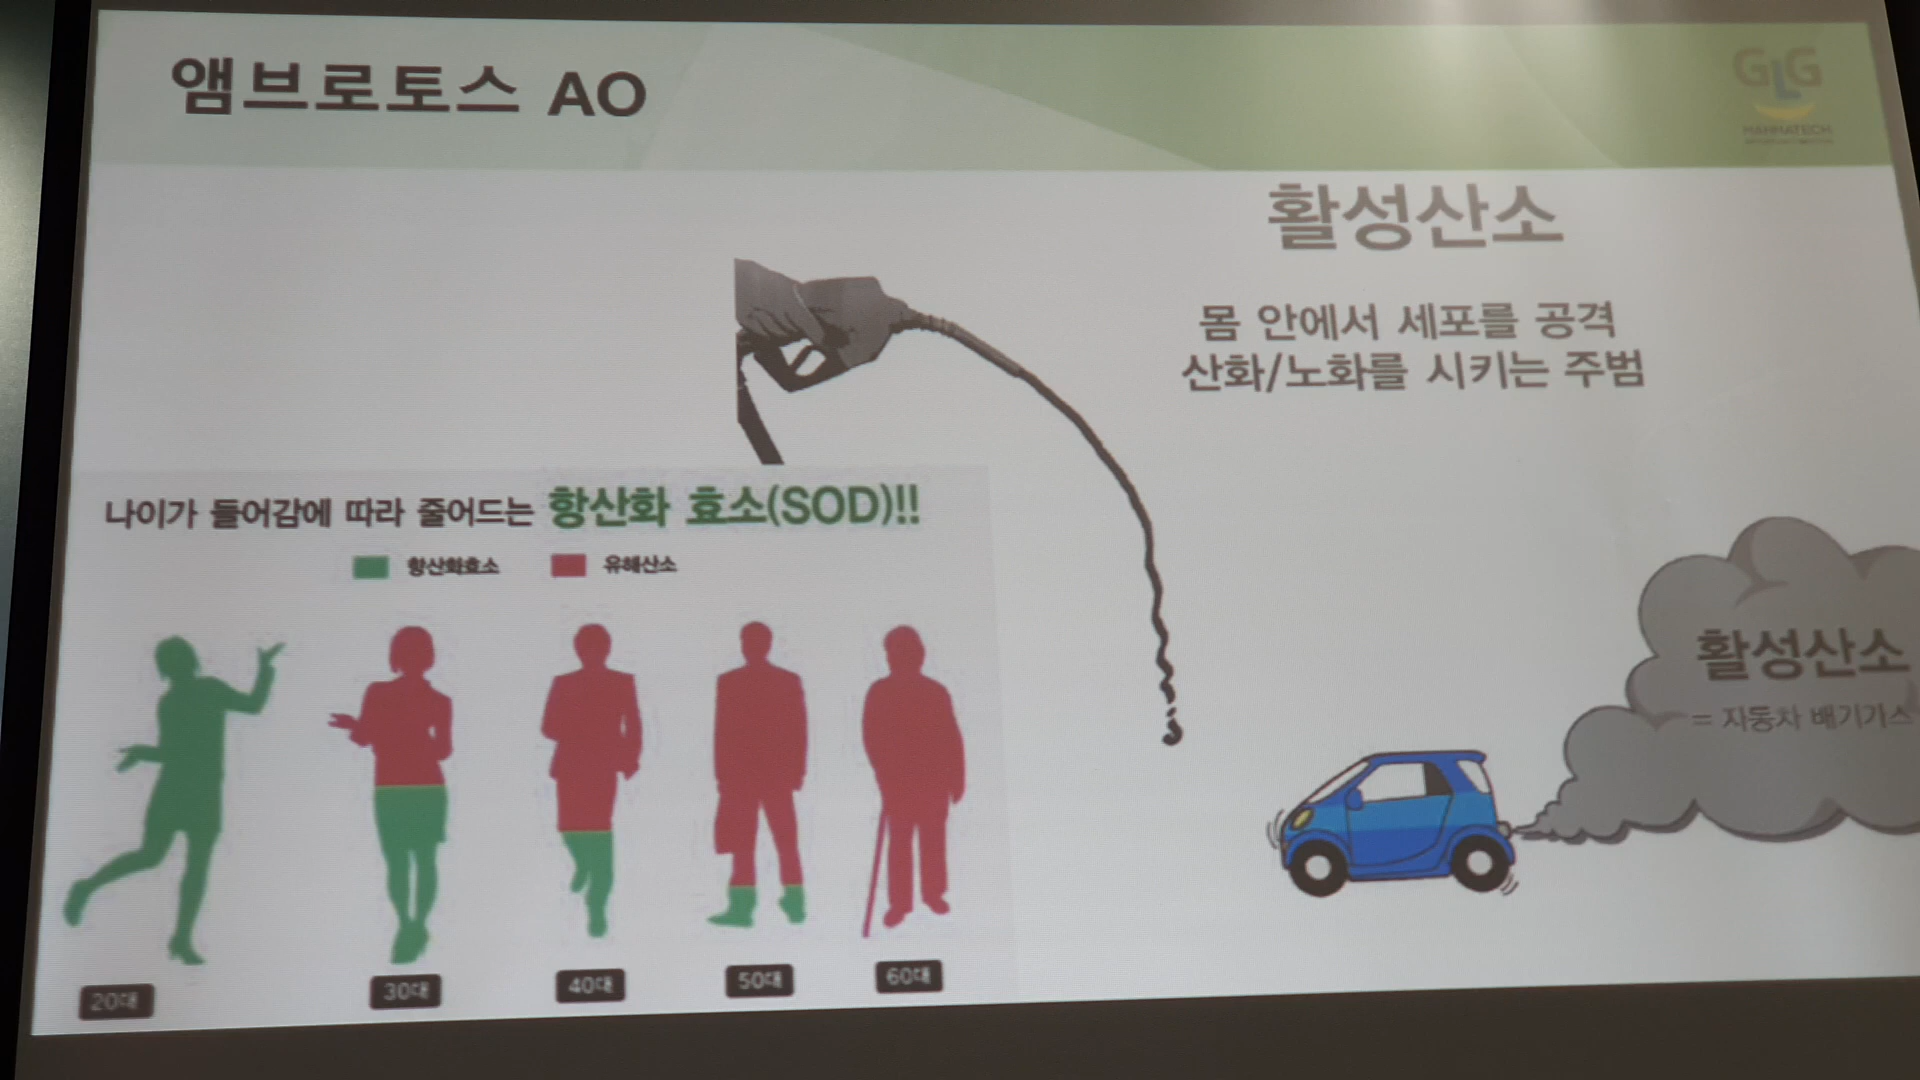 앰브로토스 AO
GLG
MANNATECH
활성산소
몸 안에서 세포를 공격
산화/노화를 시키는 주범
나이가 들어감에 따라 줄어드는 항산화 효소(SOD)!!
항산화효소 유해산소
활성산소
= 자동차 배기가스
20대 30대 40대 50대 60대